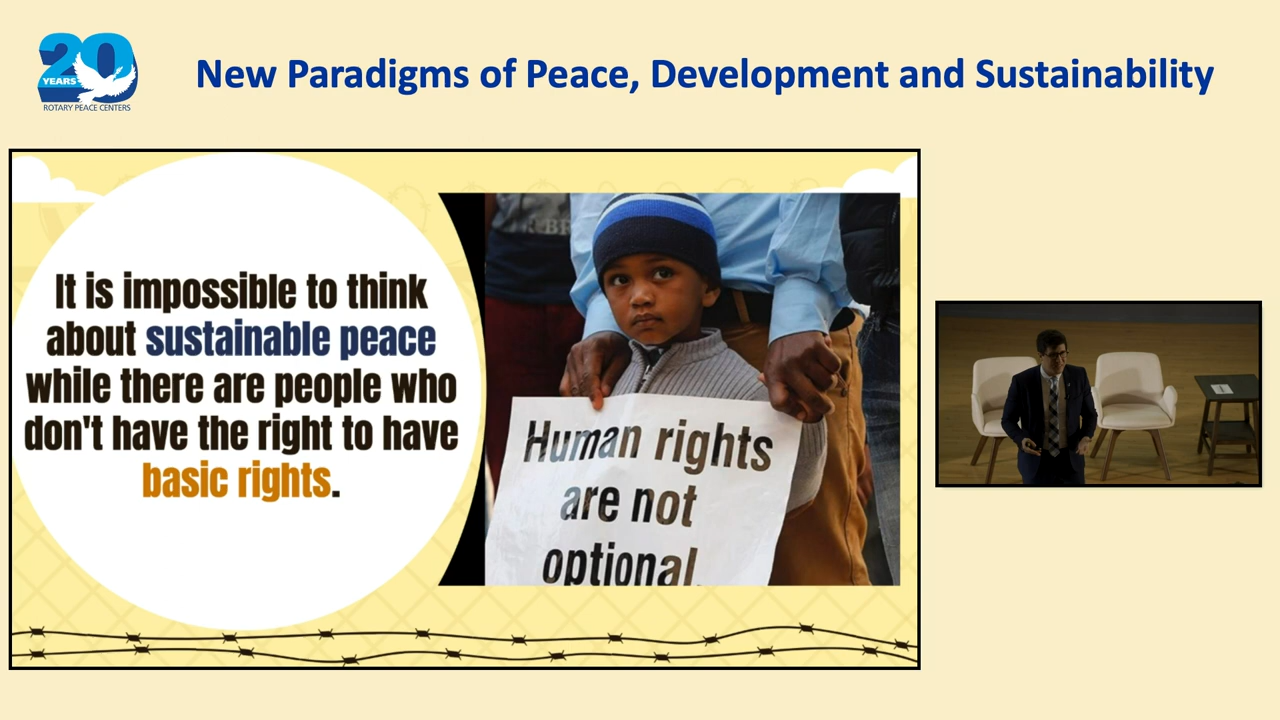 20
YEARS
ROTARY PEACE CENTERS
New Paradigms of Peace, Development and Sustainability
It is impossible to think
about sustainable peace
while there are people who
don't have the right to have
basic rights.
Human rights
are not
optional.